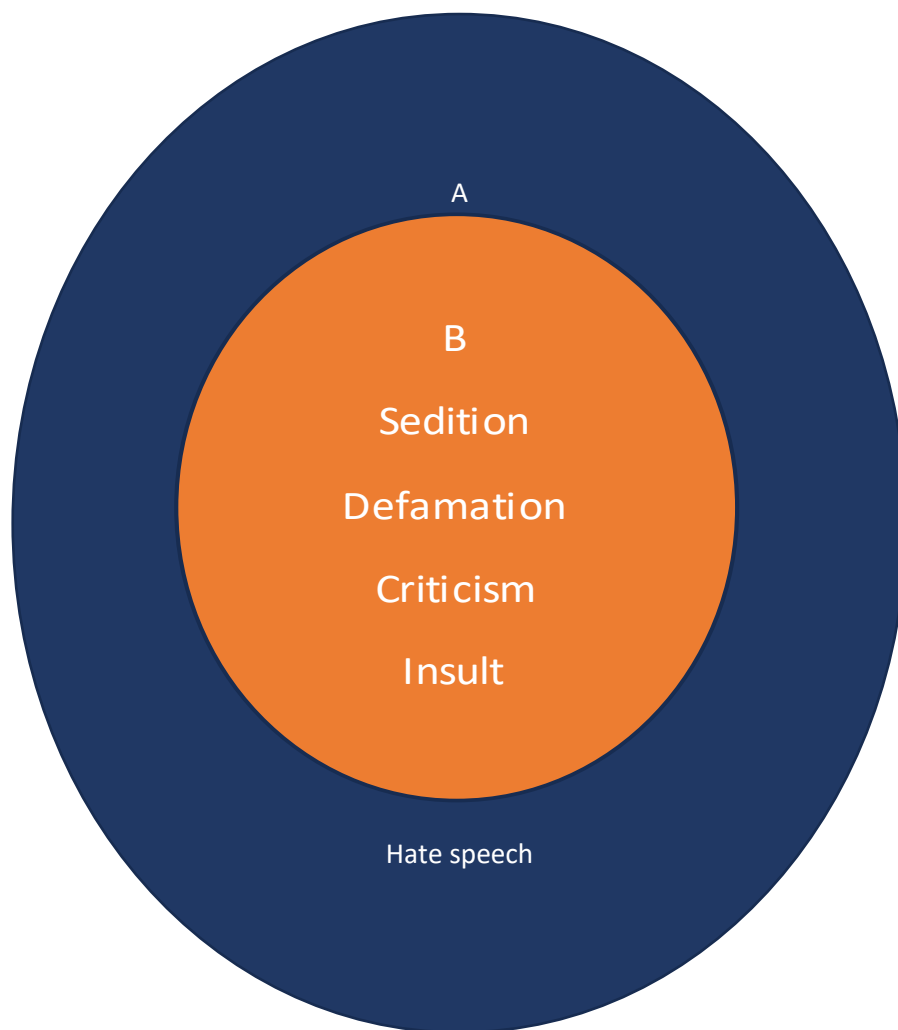 A
B
Sedition
Defamation
Criticism
Insult
Hate speech